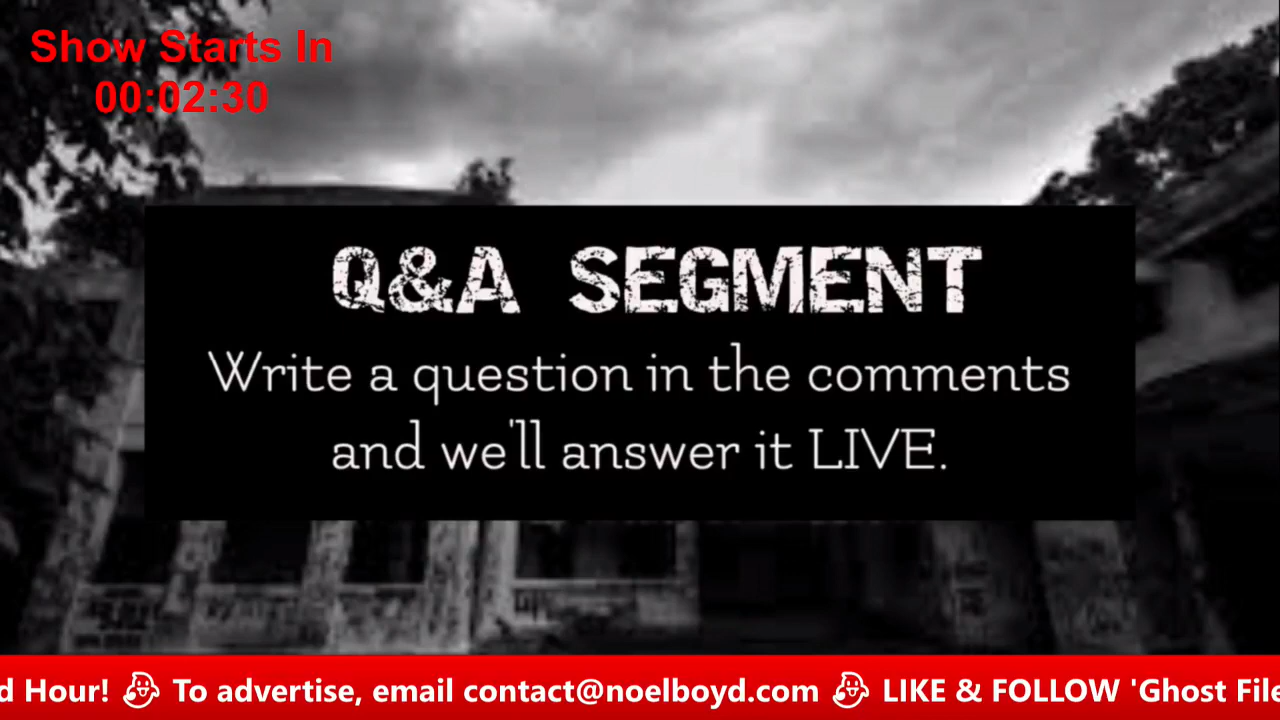 Show Starts In
00:02:30
Q&A SEGMENT
Write a question in the comments
and we'll answer it LIVE.
d Hour! To advertise, email contact@noelboyd.com LIKE & FOLLOW 'Ghost File